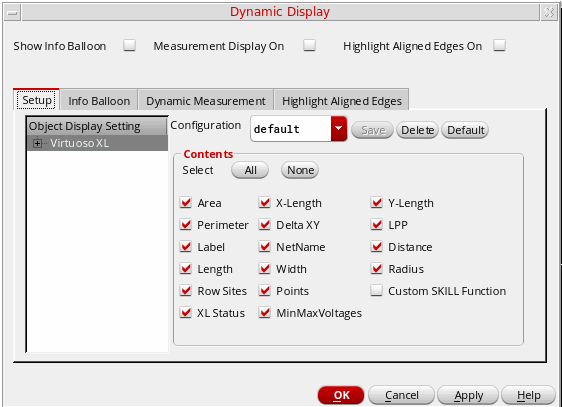 Dynamic Display
Show Info Balloon Measurement Display On Highlight Aligned Edges On
Setup Info Balloon Dynamic Measurement Highlight Aligned Edges
Object Display Setting
Virtuoso XL
Configuration default Save Delete Default
Contents
Select All None
Area X-Length Y-Length
Perimeter Delta XY LPP
Label NetName Distance
Length Width Radius
Row Sites Points Custom SKILL Function
XL Status MinMaxVoltages
OK Cancel Apply Help